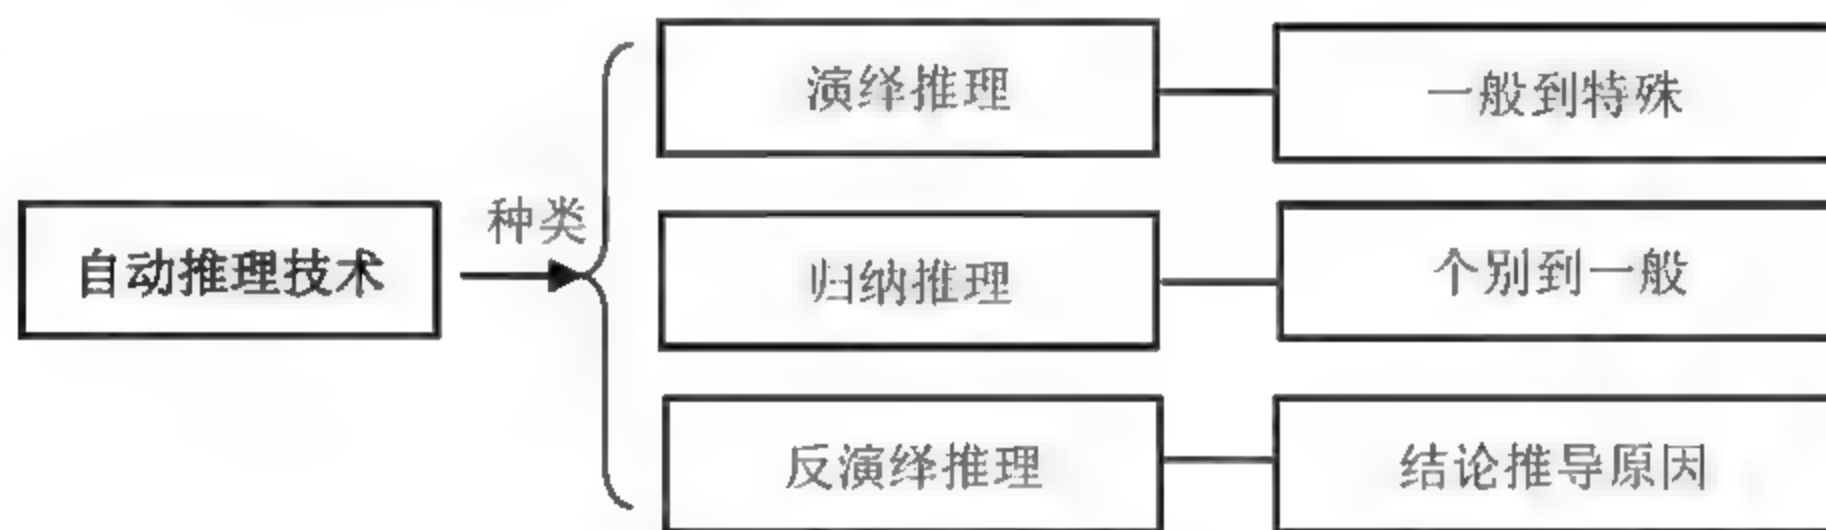 演绎推理
一般到特殊
种类
自动推理技术
归纳推理
个别到一般
反演绎推理
结论推导原因